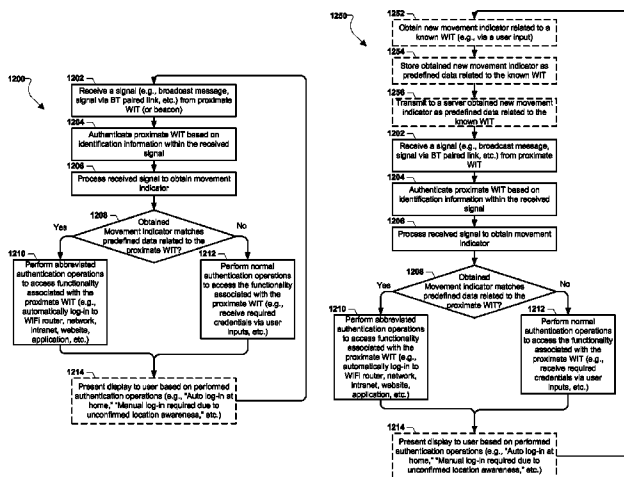 1200
1202
Receive a signal (e.g., broadcast message,
signal via BT paired link, etc.) from proximate
WIT (or beacon)
1204
Authenticate proximate WIT based on
identification information within the received
signal
1206
Process received signal to obtain movement
indicator
1208
Obtained
Movement Indicator matches
predefined data related to the
proximate WIT?
Yes
No
1210
Perform abbreviated
authentication operations
to access functionality
associated with the
proximate WIT (e.g.,
automatically log-in to
WiFi router, network,
intranet, website,
application, etc.)
1212
Perform normal
authentication operations
to access the functionality
associated with the
proximate WIT (e.g.,
receive required
credentials via user
inputs, etc.)
1214
Present display to user based on performed
authentication operations (e.g., "Auto log-in at
home," "Manual log-in required due to
unconfirmed location awareness," etc.)
1250
1252
Obtain new movement indicator related to a
known WIT (e.g., via a user input)
1254
Store obtained new movement indicator as
predefined data related to the known WIT
1256
Transmit to a server obtained new movement
indicator as predefined data related to the
known WIT
1202
Receive a signal (e.g., broadcast message,
signal via BT paired link, etc.) from proximate
WIT
1204
Authenticate proximate WIT based on
identification information within the received
signal
1206
Process received signal to obtain movement
indicator
1208
Obtained
Movement Indicator matches
predefined data related to the
proximate WIT?
Yes
No
1210
Perform abbreviated
authentication operations
to access functionality
associated with the
proximate WIT (e.g.,
automatically log-in to
WiFi router, network,
intranet, website,
application, etc.)
1212
Perform normal
authentication operations
to access the functionality
associated with the
proximate WIT (e.g.,
receive required
credentials via user
inputs, etc.)
1214
Present display to user based on performed
authentication operations (e.g., "Auto log-in at
home," "Manual log-in required due to
unconfirmed location awareness," etc.)